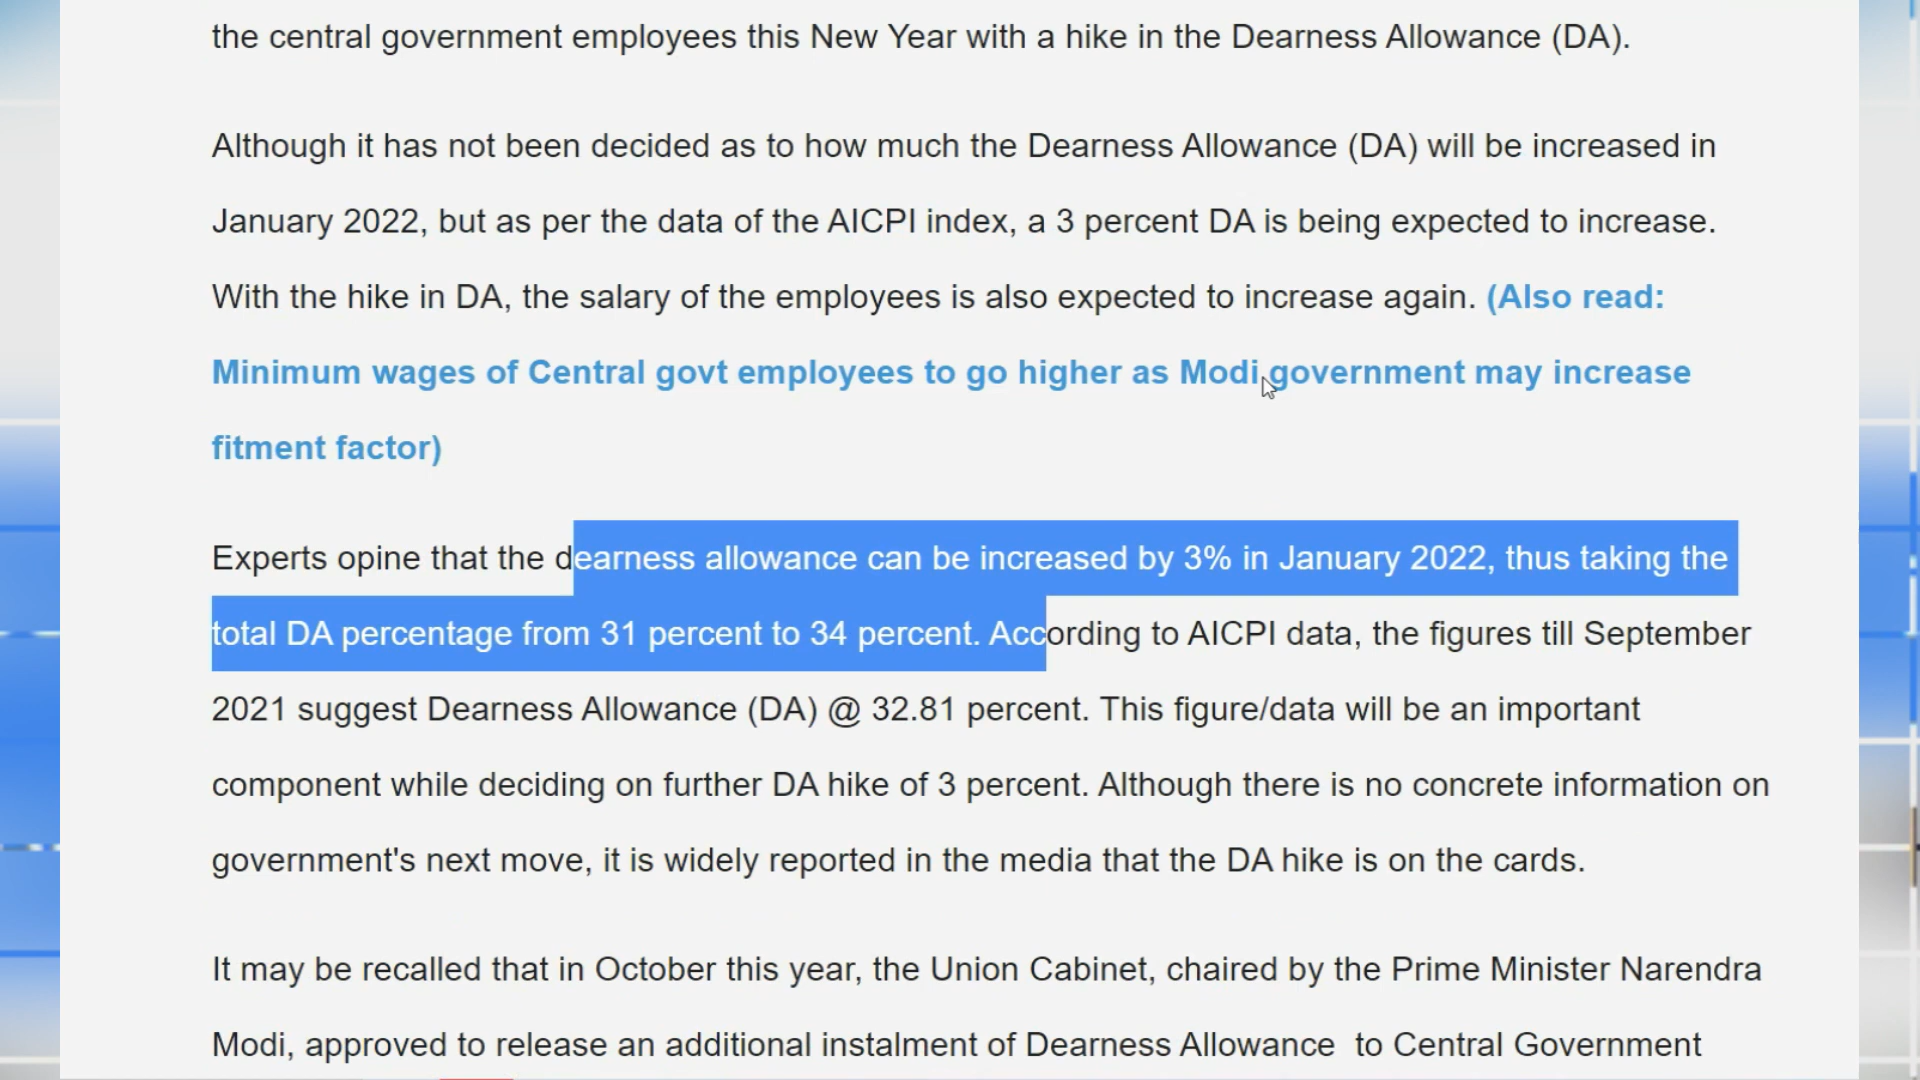 the central government employees this New Year with a hike in the Dearness Allowance (DA).
Although it has not been decided as to how much the Dearness Allowance (DA) will be increased in
January 2022, but as per the data of the AICPI index, a 3 percent DA is being expected to increase.
With the hike in DA, the salary of the employees is also expected to increase again. (Also read:
Minimum wages of Central govt employees to go higher as Modi government may increase
fitment factor)
Experts opine that the dearness allowance can be increased by 3% in January 2022, thus taking the
total DA percentage from 31 percent to 34 percent. According to AICPI data, the figures till September
2021 suggest Dearness Allowance (DA) @ 32.81 percent. This figure/data will be an important
component while deciding on further DA hike of 3 percent. Although there is no concrete information on
government's next move, it is widely reported in the media that the DA hike is on the cards.
It may be recalled that in October this year, the Union Cabinet, chaired by the Prime Minister Narendra
Modi, approved to release an additional instalment of Dearness Allowance  to Central Government